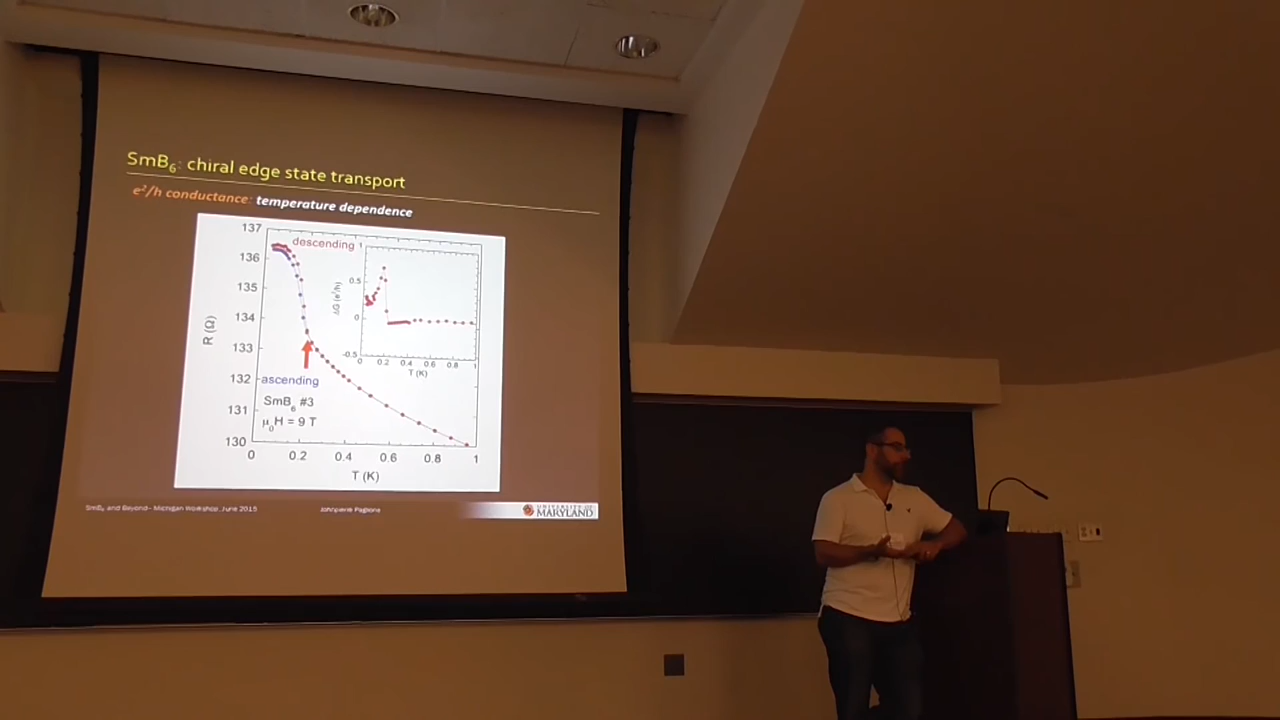 SmB₆: chiral edge state transport
e²/h conductance: temperature dependence
137
136
135
134
133
132
131
130
R (Ω)
descending
ascending
SmB₆ #3
μ₀H = 9 T
0 0.2 0.4 0.6 0.8 1
T (K)
1
0.5
0
-0.5
ΔG (e²/h)
0 0.2 0.4 0.6 0.8 1
T (K)
SmB₆ and Beyond- Michigan Workshop, June 2015
Johnpierre Paglione
UNIVERSITY OF
MARYLAND